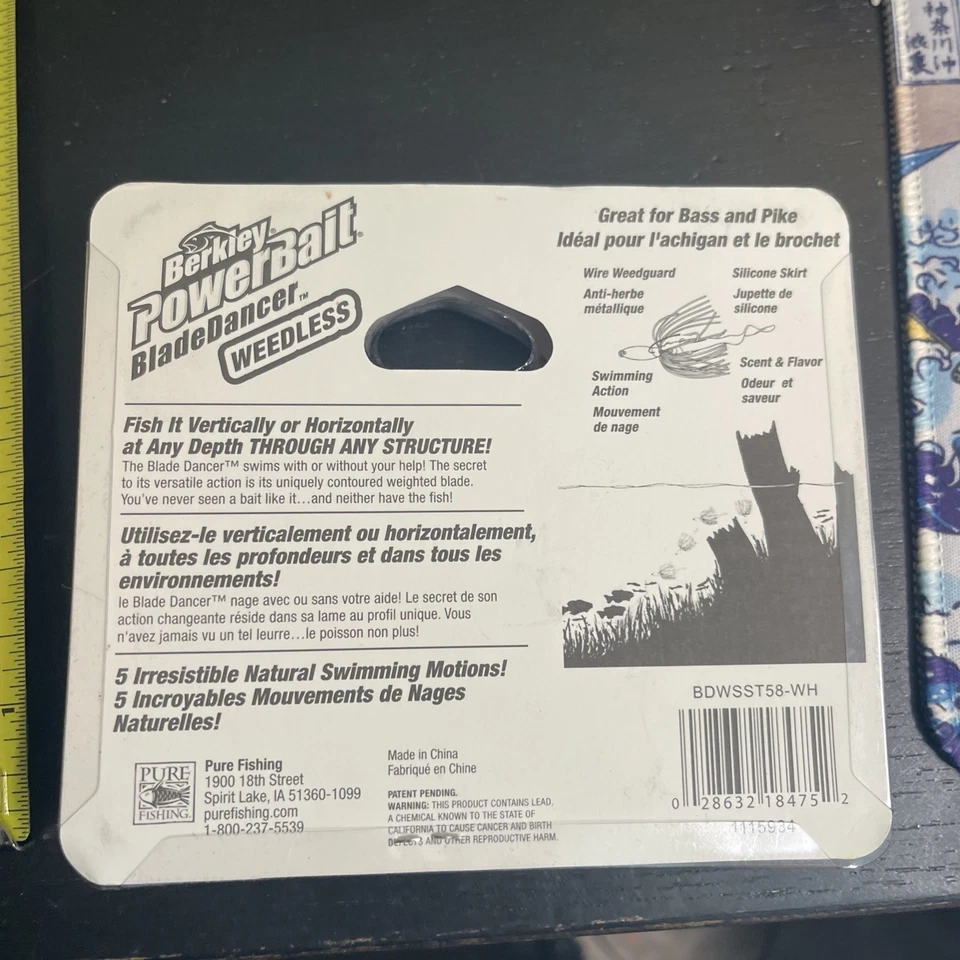 Berkley
PowerBait
BladeDancer™
WEEDLESS
Fish It Vertically or Horizontally
at Any Depth THROUGH ANY STRUCTURE!
The Blade Dancer™ swims with or without your help! The secret
to its versatile action is its uniquely contoured weighted blade.
You've never seen a bait like it...and neither have the fish!
Utilisez-le verticalement ou horizontalement,
à toutes les profondeurs et dans tous les
environnements!
le Blade Dancer™ nage avec ou sans votre aide! Le secret de son
action changeante réside dans sa lame au profil unique. Vous
n'avez jamais vu un tel leurre...le poisson non plus!
5 Irresistible Natural Swimming Motions!
5 Incroyables Mouvements de Nages
Naturelles!
PURE
FISHING
Pure Fishing
1900 18th Street
Spirit Lake, IA 51360-1099
purefishing.com
1-800-237-5539
Made in China
Fabriqué en Chine
PATENT PENDING.
WARNING: THIS PRODUCT CONTAINS LEAD,
A CHEMICAL KNOWN TO THE STATE OF
CALIFORNIA TO CAUSE CANCER AND BIRTH
DEFECTS AND OTHER REPRODUCTIVE HARM.
Great for Bass and Pike
Idéal pour l'achigan et le brochet
Wire Weedguard
Anti-herbe
métallique
Silicone Skirt
Jupette de
silicone
Swimming
Action
Mouvement
de nage
Scent & Flavor
Odeur et
saveur
BDWSST58-WH
0 28632 18475 2
1115934
1
神奈川沖
浪裏